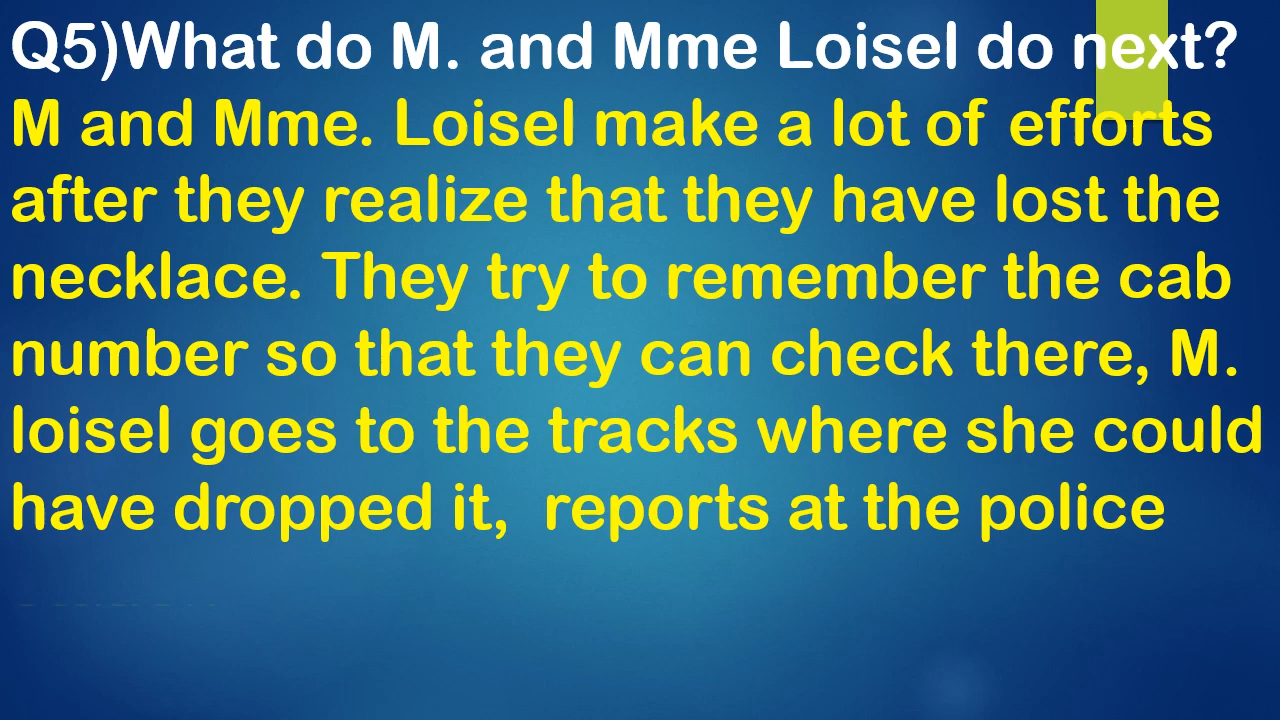 Q5)What do M. and Mme Loisel do next?
M and Mme. Loisel make a lot of efforts
after they realize that they have lost the
necklace. They try to remember the cab
number so that they can check there, M.
loisel goes to the tracks where she could
have dropped it, reports at the police